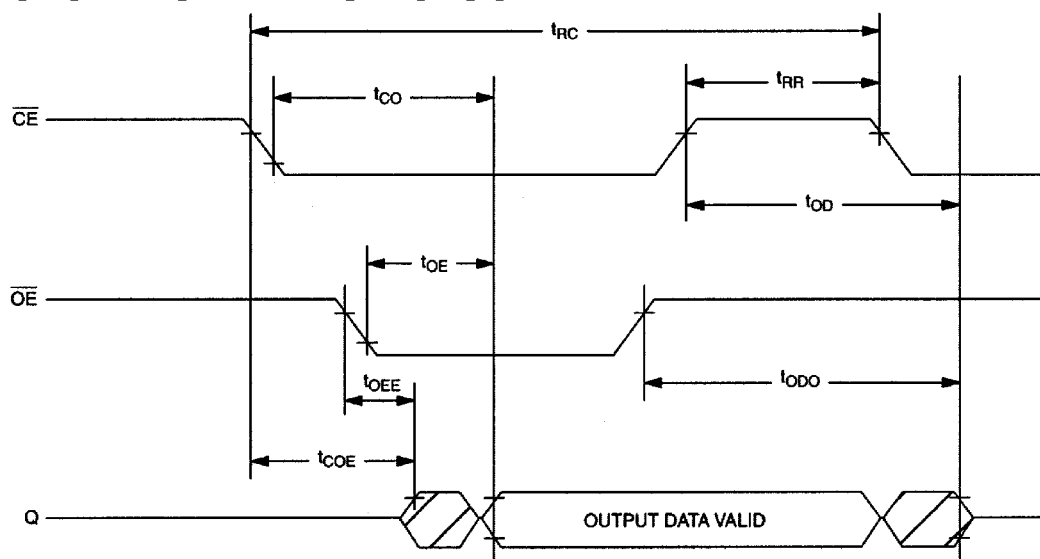 tRC
tCO
tRR
CE
tOD
tOE
OE
tOEE
tODO
tCOE
Q
OUTPUT DATA VALID